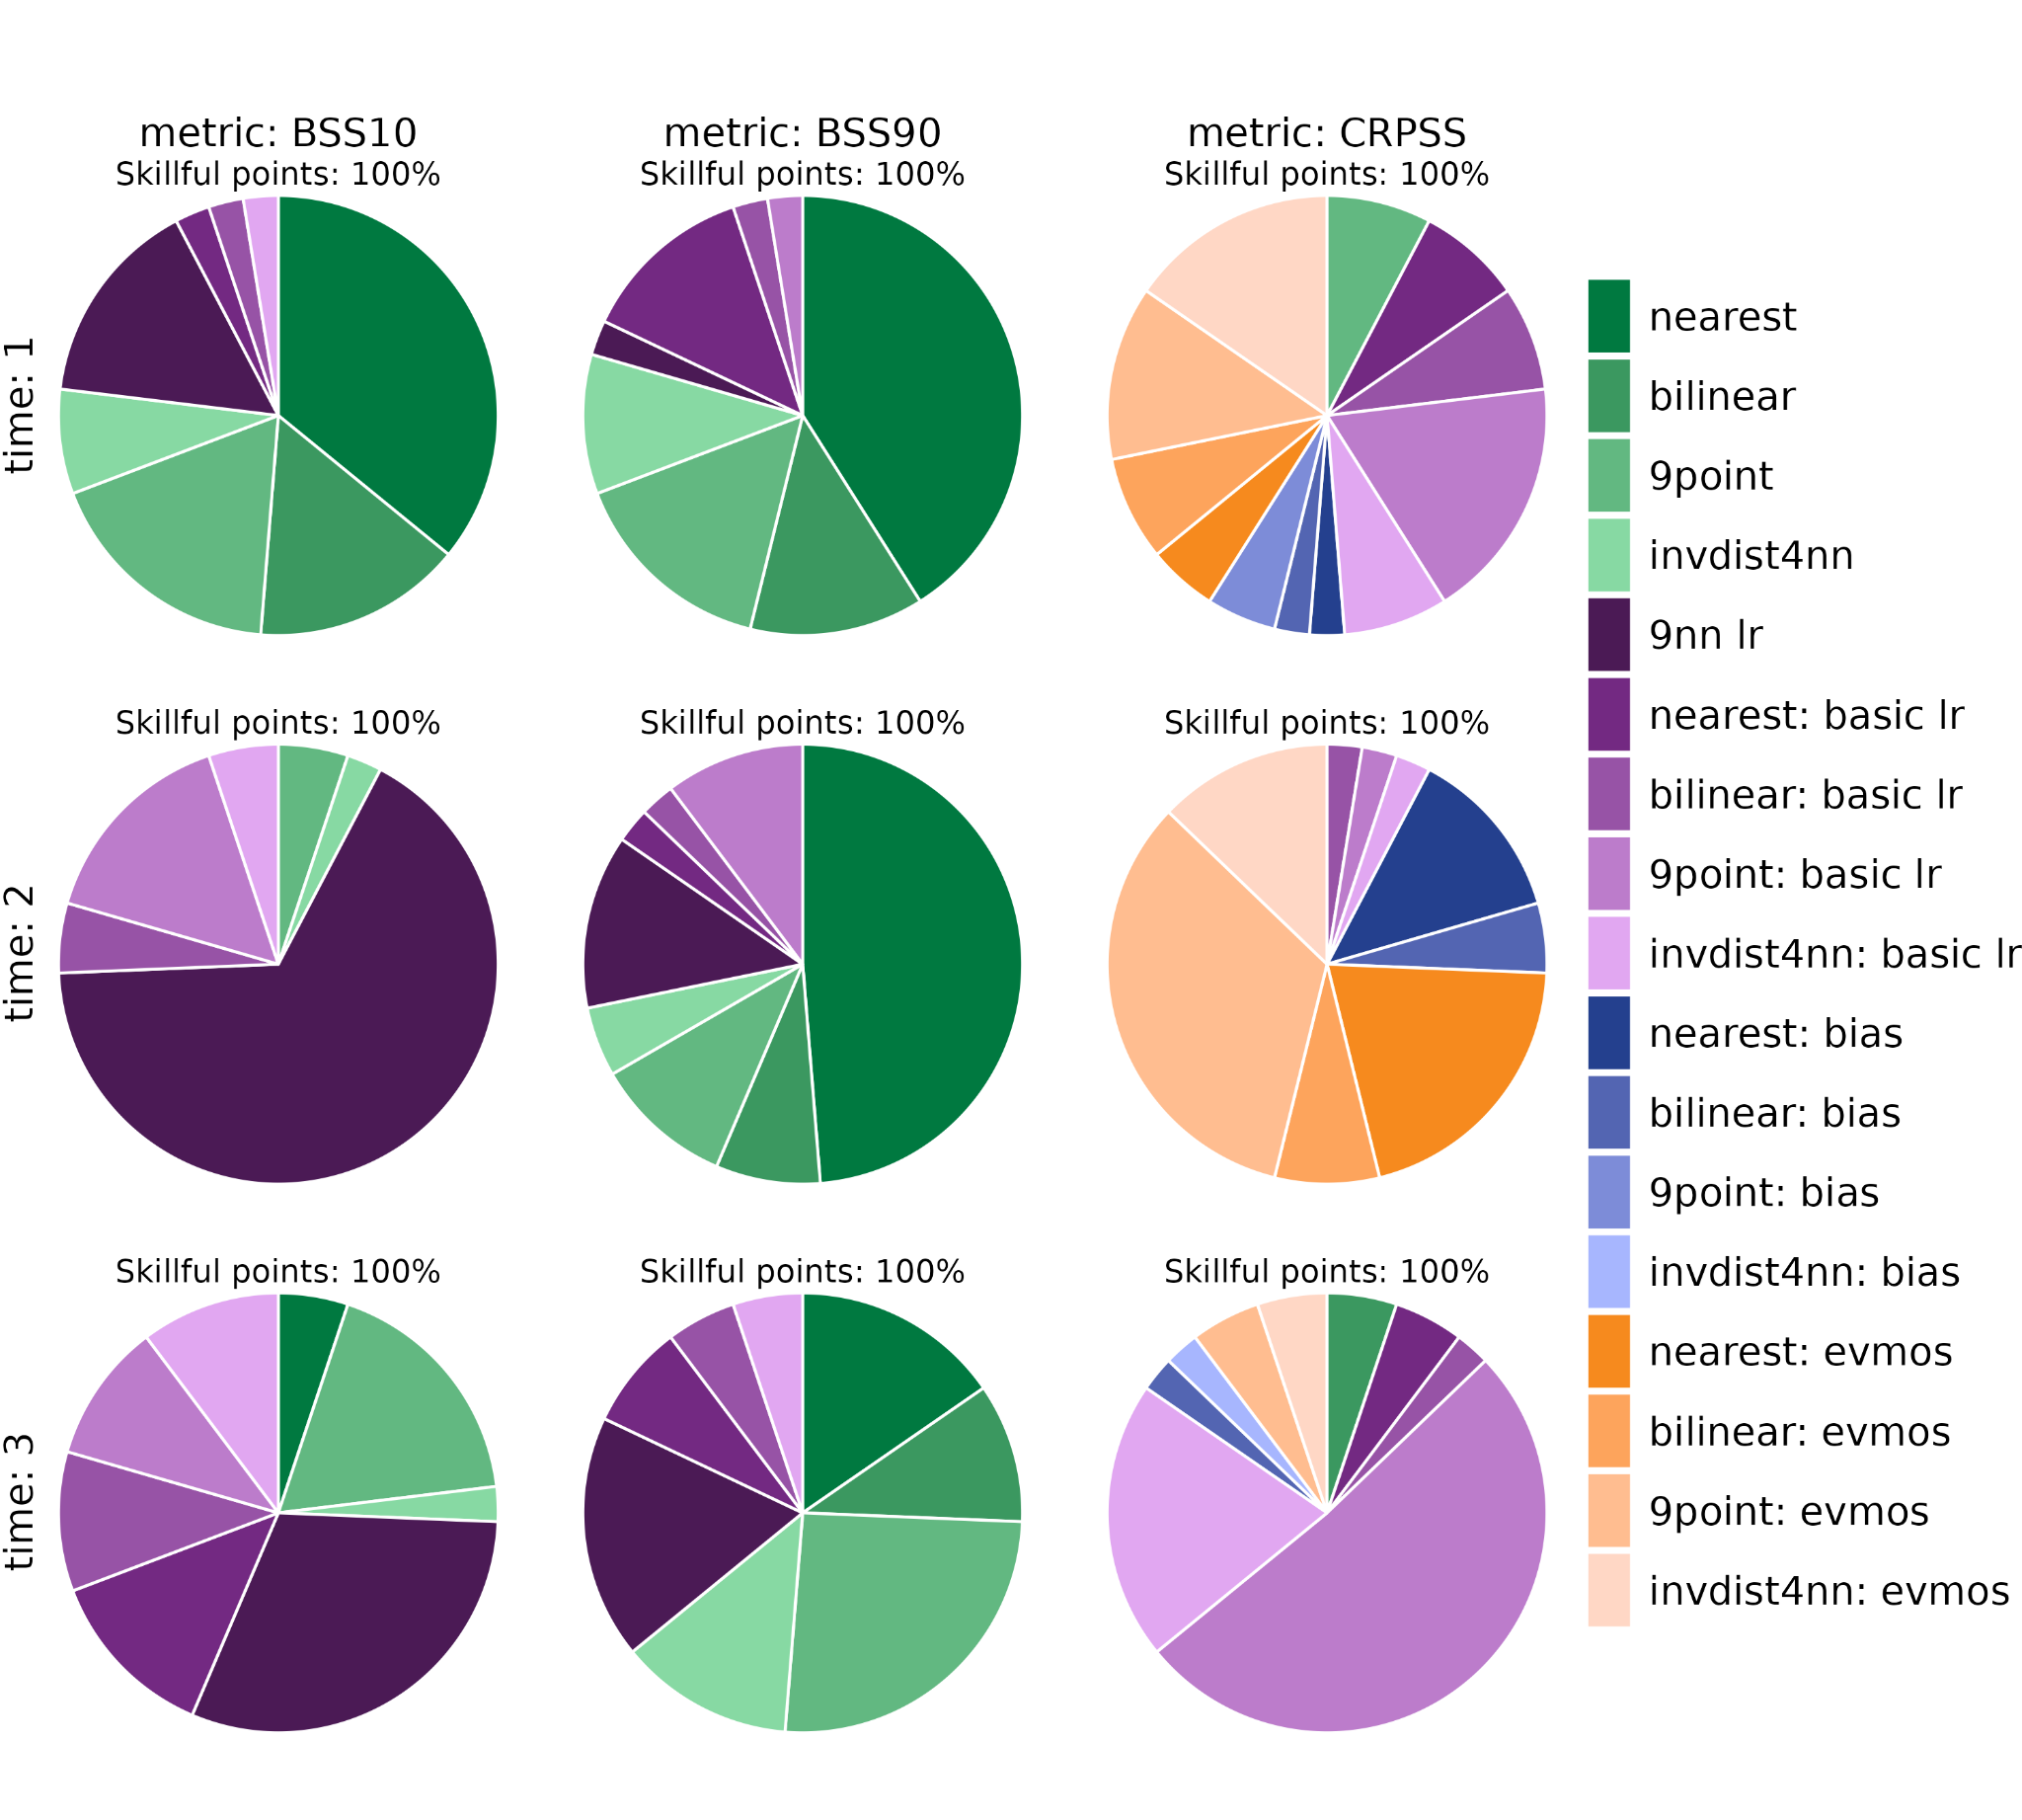 metric: BSS10
Skillful points: 100%
metric: BSS90
Skillful points: 100%
metric: CRPSS
Skillful points: 100%
time: 1
Skillful points: 100%
Skillful points: 100%
Skillful points: 100%
time: 2
Skillful points: 100%
Skillful points: 100%
Skillful points: 100%
time: 3
nearest
bilinear
9point
invdist4nn
9nn lr
nearest: basic lr
bilinear: basic lr
9point: basic lr
invdist4nn: basic lr
nearest: bias
bilinear: bias
9point: bias
invdist4nn: bias
nearest: evmos
bilinear: evmos
9point: evmos
invdist4nn: evmos